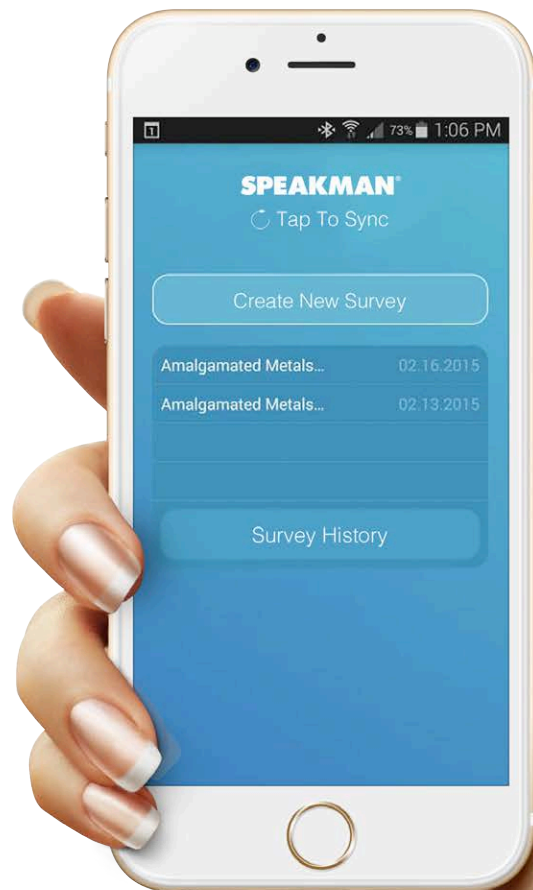 1
73% 1:06 PM
SPEAKMAN®
Tap To Sync
Create New Survey
Amalgamated Metals... 02.16.2015
Amalgamated Metals... 02.13.2015
Survey History